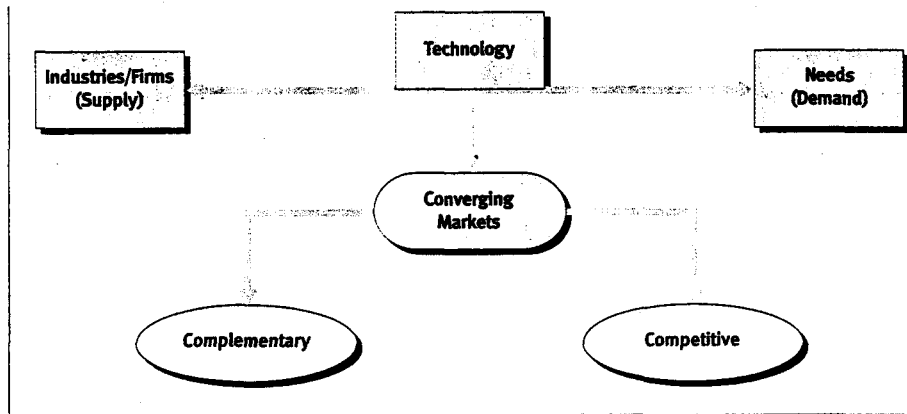 Technology
Industries/Firms
(Supply)
Needs
(Demand)
Converging
Markets
Complementary
Competitive